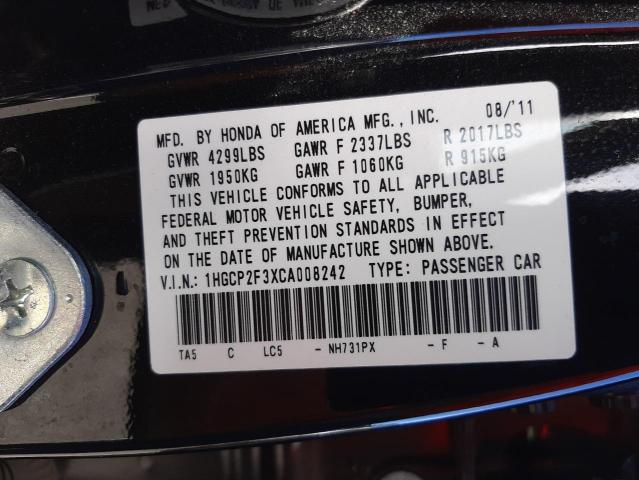 MFD. BY HONDA OF AMERICA MFG., INC. 08/'11
GVWR 4299LBS GAWR F 2337LBS R 2017LBS
GVWR 1950KG GAWR F 1060KG R 915KG
THIS VEHICLE CONFORMS TO ALL APPLICABLE
FEDERAL MOTOR VEHICLE SAFETY, BUMPER,
AND THEFT PREVENTION STANDARDS IN EFFECT
ON THE DATE OF MANUFACTURE SHOWN ABOVE.
V.I.N.: 1HGCP2F3XCA008242 TYPE: PASSENGER CAR
TA5 C LC5 - NH731PX - F - A